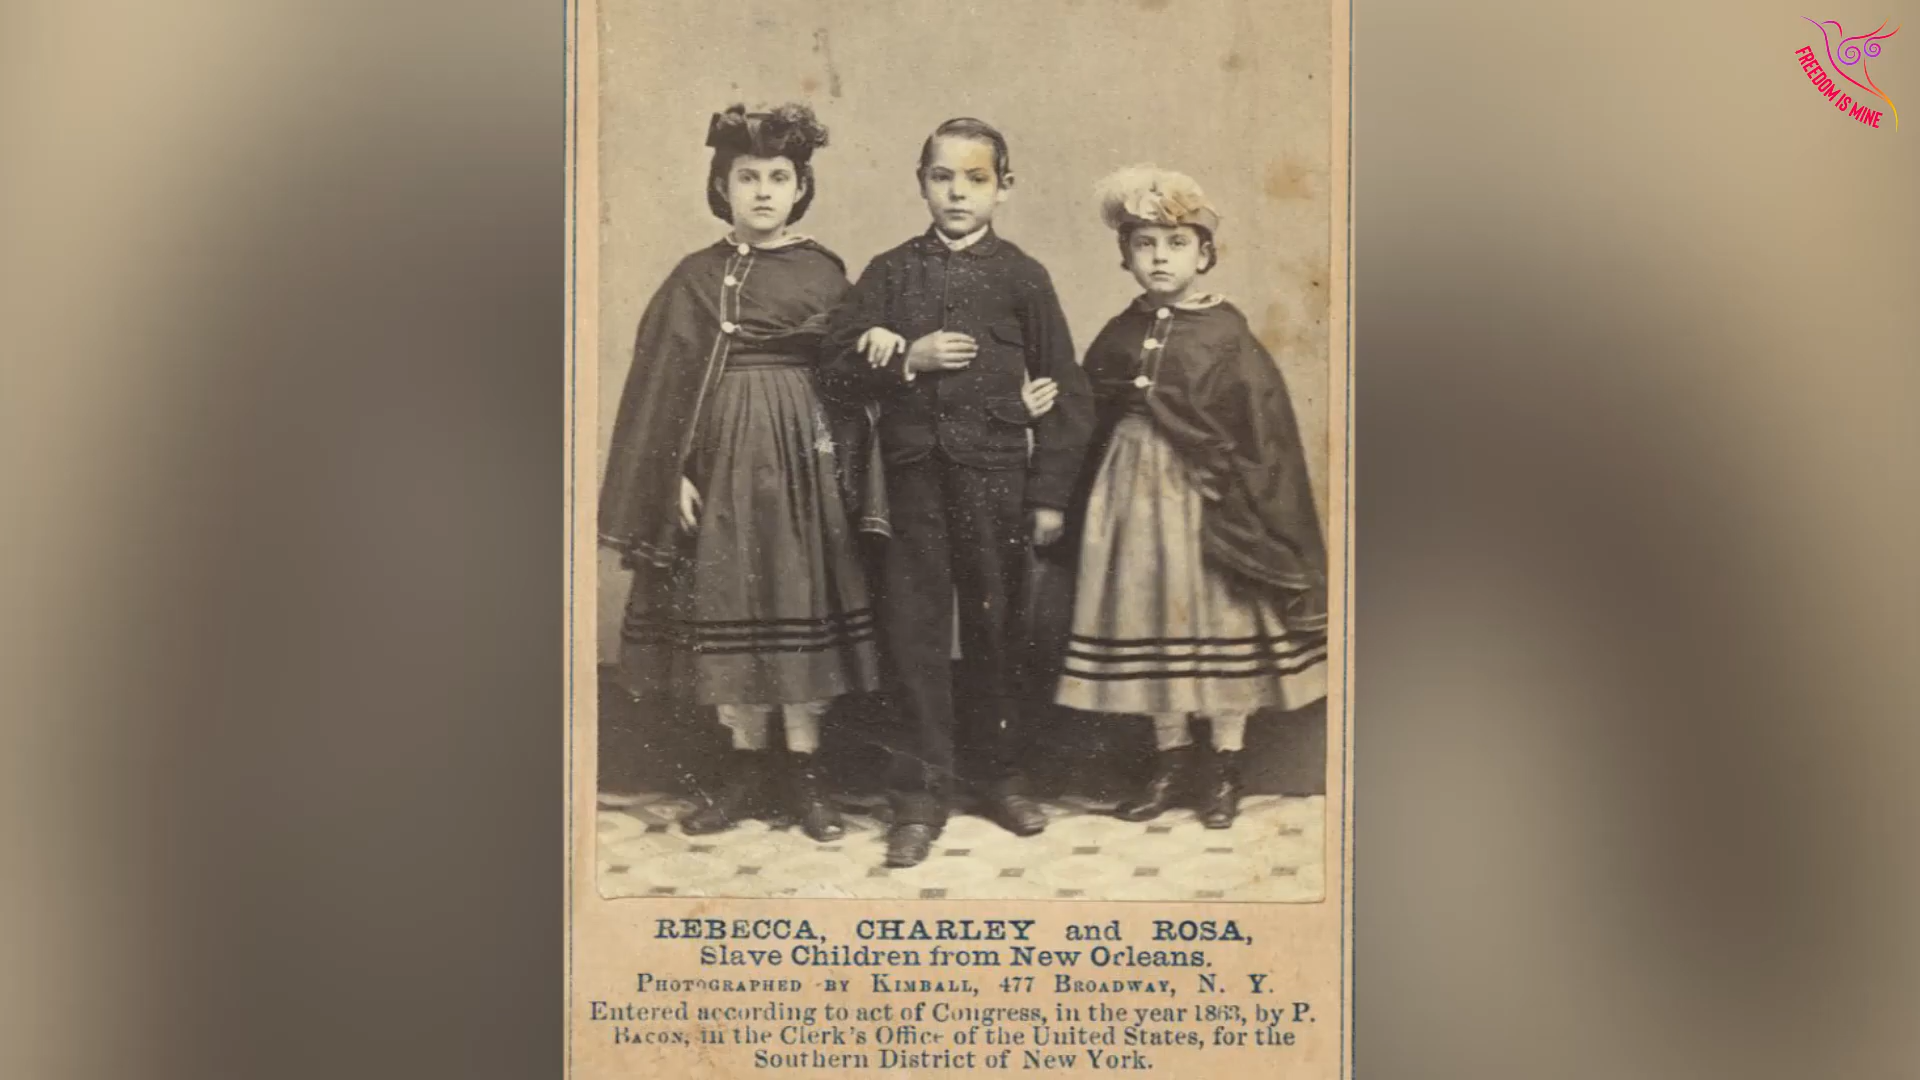 FREEDOM IS MINE
REBECCA, CHARLEY and ROSA,
Slave Children from New Orleans.
PHOTOGRAPHED BY KIMBALL, 477 BROADWAY, N. Y.
Entered according to act of Congress, in the year 1863, by P.
BACON, in the Clerk's Office of the United States, for the
Southern District of New York.